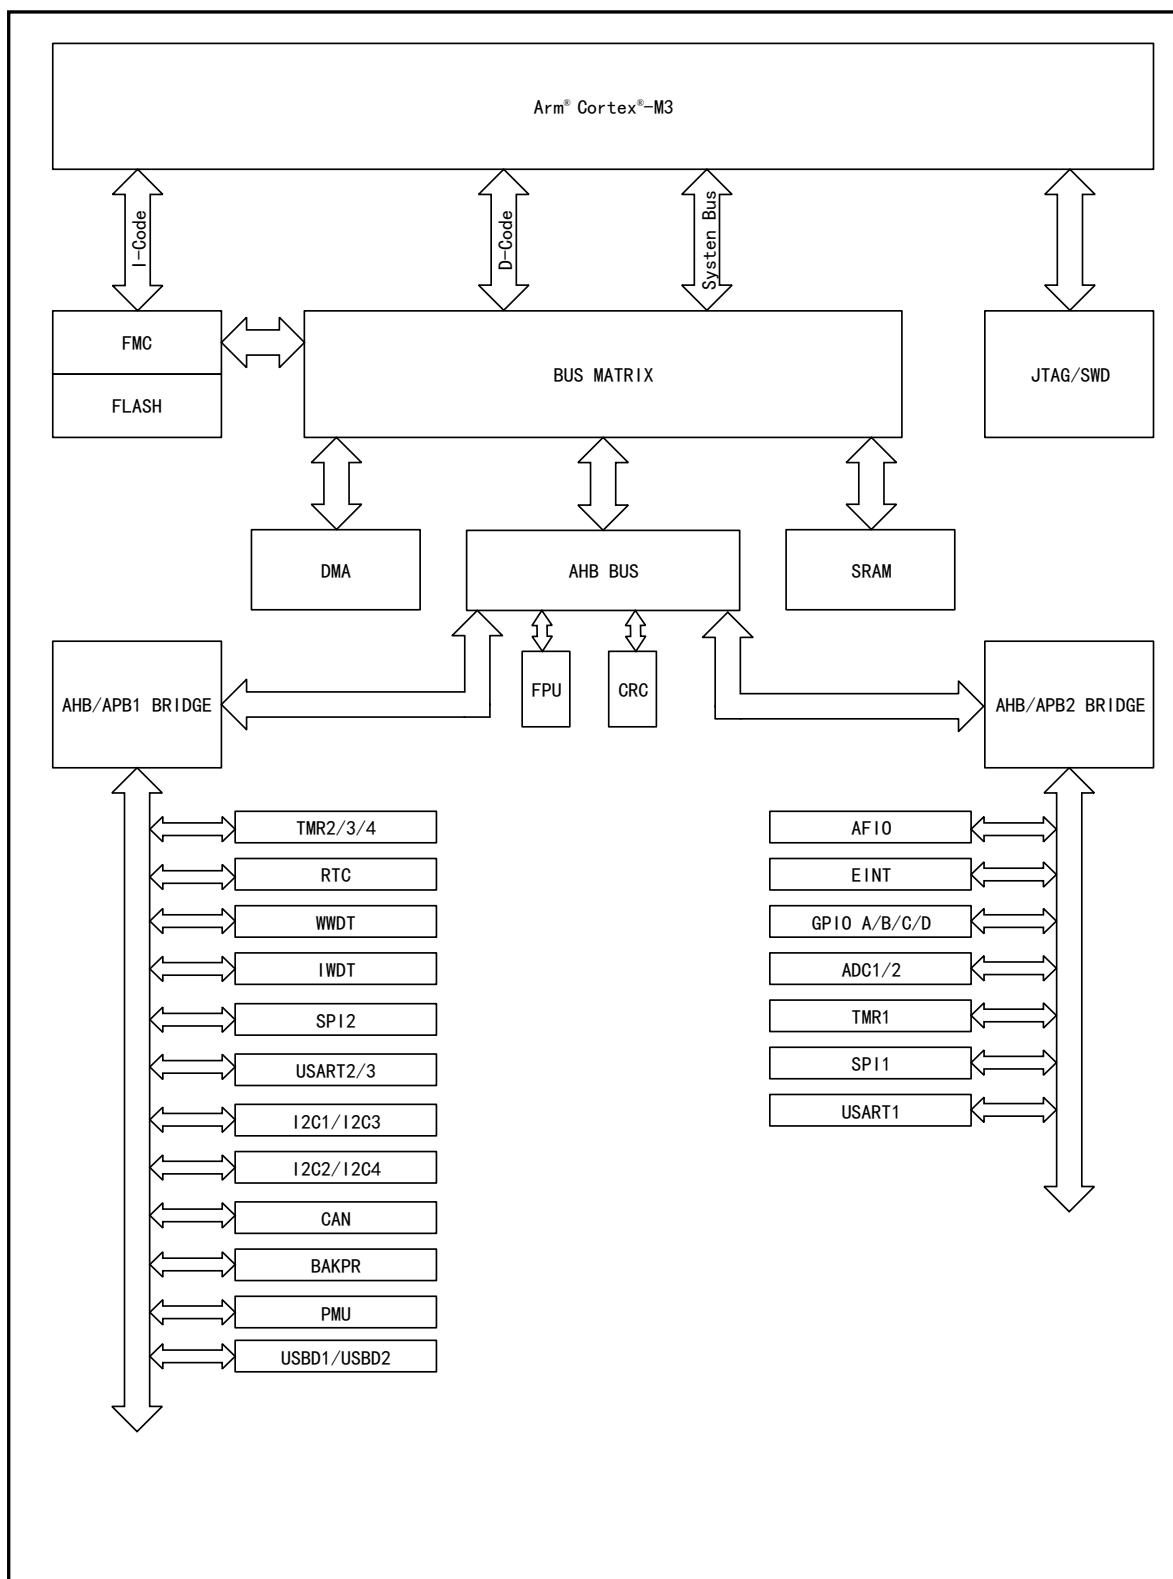 Arm® Cortex®-M3
I-Code
D-Code
Systen Bus
FMC
FLASH
BUS MATRIX
JTAG/SWD
DMA
AHB BUS
SRAM
AHB/APB1 BRIDGE
FPU
CRC
AHB/APB2 BRIDGE
TMR2/3/4
RTC
WWDT
IWDT
SPI2
USART2/3
I2C1/I2C3
I2C2/I2C4
CAN
BAKPR
PMU
USBD1/USBD2
AFIO
EINT
GPIO A/B/C/D
ADC1/2
TMR1
SPI1
USART1